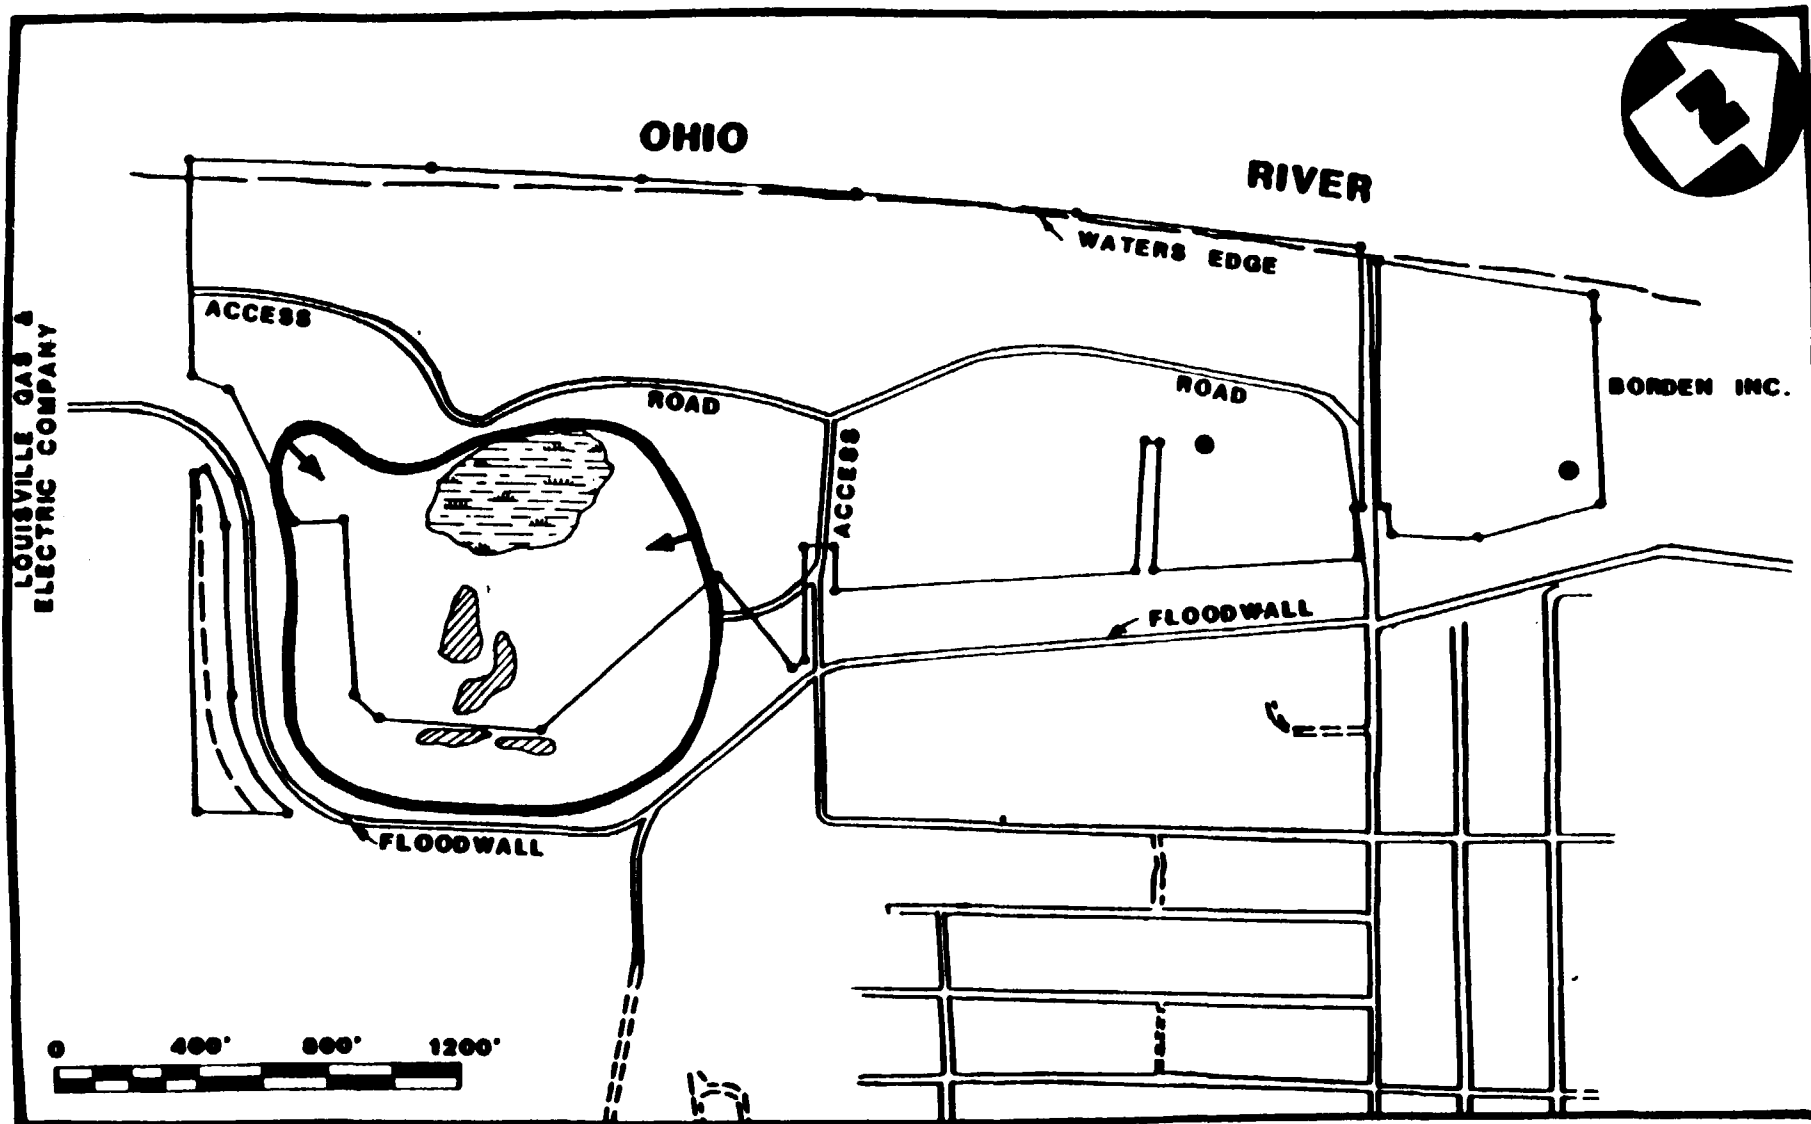 N
OHIO
RIVER
WATERS EDGE
ACCESS
ROAD
ROAD
ACCESS
BORDEN INC.
LOUISVILLE GAS &
ELECTRIC COMPANY
FLOODWALL
FLOODWALL
0 400' 800' 1200'